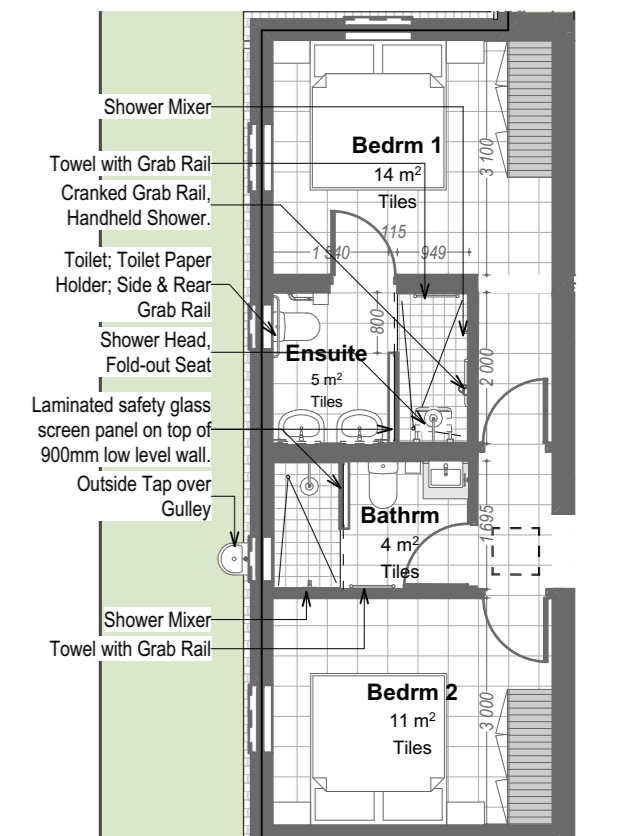 Shower Mixer
Towel with Grab Rail
Cranked Grab Rail,
Handheld Shower.
Toilet; Toilet Paper
Holder; Side & Rear
Grab Rail
Shower Head,
Fold-out Seat
Laminated safety glass
screen panel on top of
900mm low level wall.
Outside Tap over
Gulley
Shower Mixer
Towel with Grab Rail
Bedrm 1
14 m²
Tiles
3 100
115
1 540
949
800
Ensuite
5 m²
Tiles
2 000
Bathrm
4 m²
Tiles
1 695
Bedrm 2
11 m²
Tiles
3 000